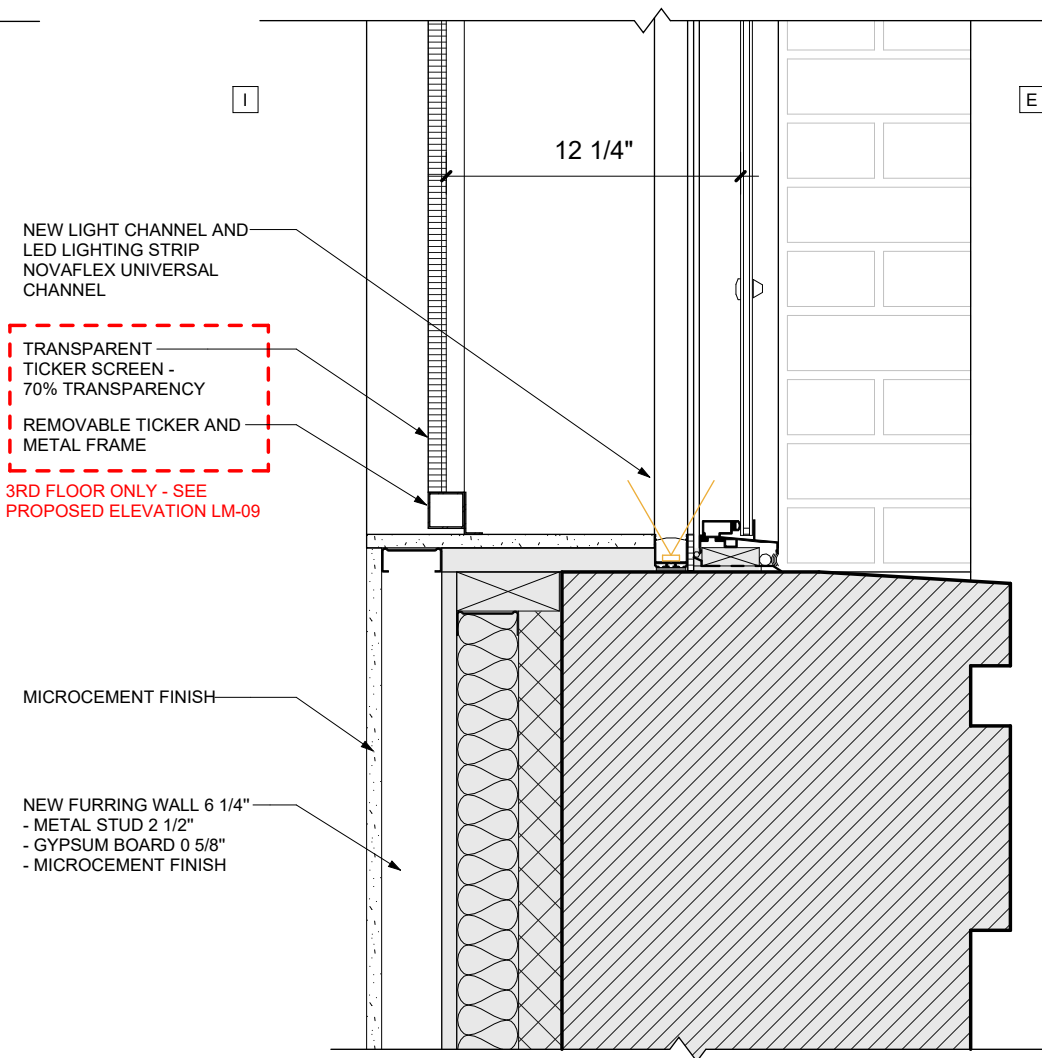 I
E
12 1/4"
NEW LIGHT CHANNEL AND
LED LIGHTING STRIP
NOVAFLEX UNIVERSAL
CHANNEL
TRANSPARENT
TICKER SCREEN -
70% TRANSPARENCY
REMOVABLE TICKER AND
METAL FRAME
3RD FLOOR ONLY - SEE
PROPOSED ELEVATION LM-09
MICROCEMENT FINISH
NEW FURRING WALL 6 1/4"
- METAL STUD 2 1/2"
- GYPSUM BOARD 0 5/8"
- MICROCEMENT FINISH